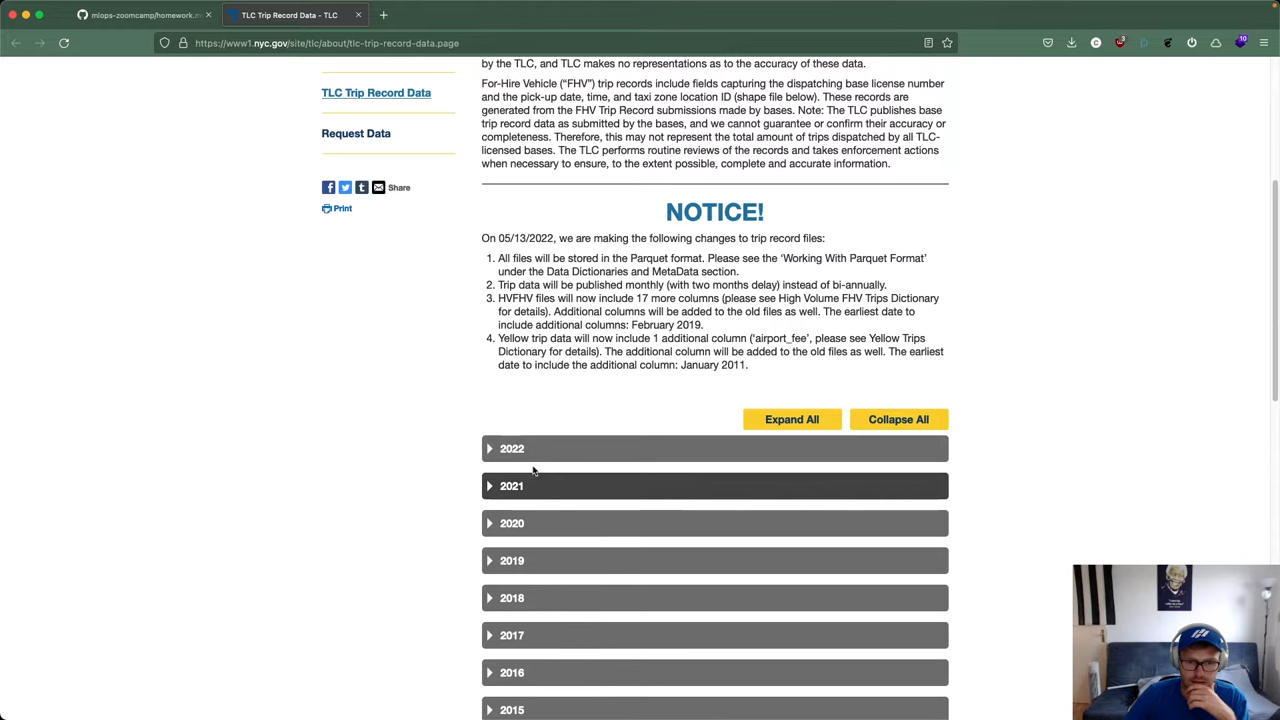 mlops-zoomcamp/homework.m
TLC Trip Record Data - TLC
https://www1.nyc.gov/site/tlc/about/tlc-trip-record-data.page
10
by the TLC, and TLC makes no representations as to the accuracy of these data.
TLC Trip Record Data
Request Data
Share
Print
For-Hire Vehicle (“FHV”) trip records include fields capturing the dispatching base license number
and the pick-up date, time, and taxi zone location ID (shape file below). These records are
generated from the FHV Trip Record submissions made by bases. Note: The TLC publishes base
trip record data as submitted by the bases, and we cannot guarantee or confirm their accuracy or
completeness. Therefore, this may not represent the total amount of trips dispatched by all TLC-
licensed bases. The TLC performs routine reviews of the records and takes enforcement actions
when necessary to ensure, to the extent possible, complete and accurate information.
NOTICE!
On 05/13/2022, we are making the following changes to trip record files:
1. All files will be stored in the Parquet format. Please see the ‘Working With Parquet Format’
under the Data Dictionaries and MetaData section.
2. Trip data will be published monthly (with two months delay) instead of bi-annually.
3. HVFHV files will now include 17 more columns (please see High Volume FHV Trips Dictionary
for details). Additional columns will be added to the old files as well. The earliest date to
include additional columns: February 2019.
4. Yellow trip data will now include 1 additional column (‘airport_fee’, please see Yellow Trips
Dictionary for details). The additional column will be added to the old files as well. The earliest
date to include the additional column: January 2011.
Expand All
Collapse All
2022
2021
2020
2019
2018
2017
2016
2015